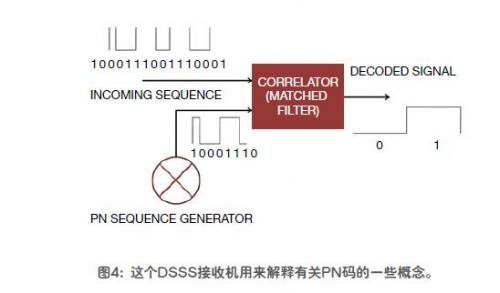 1000111001110001
INCOMING SEQUENCE
CORRELATOR
(MATCHED
FILTER)
DECODED SIGNAL
0 1
10001110
PN SEQUENCE GENERATOR
图4: 这个DSSS接收机用来解释有关PN码的一些概念。